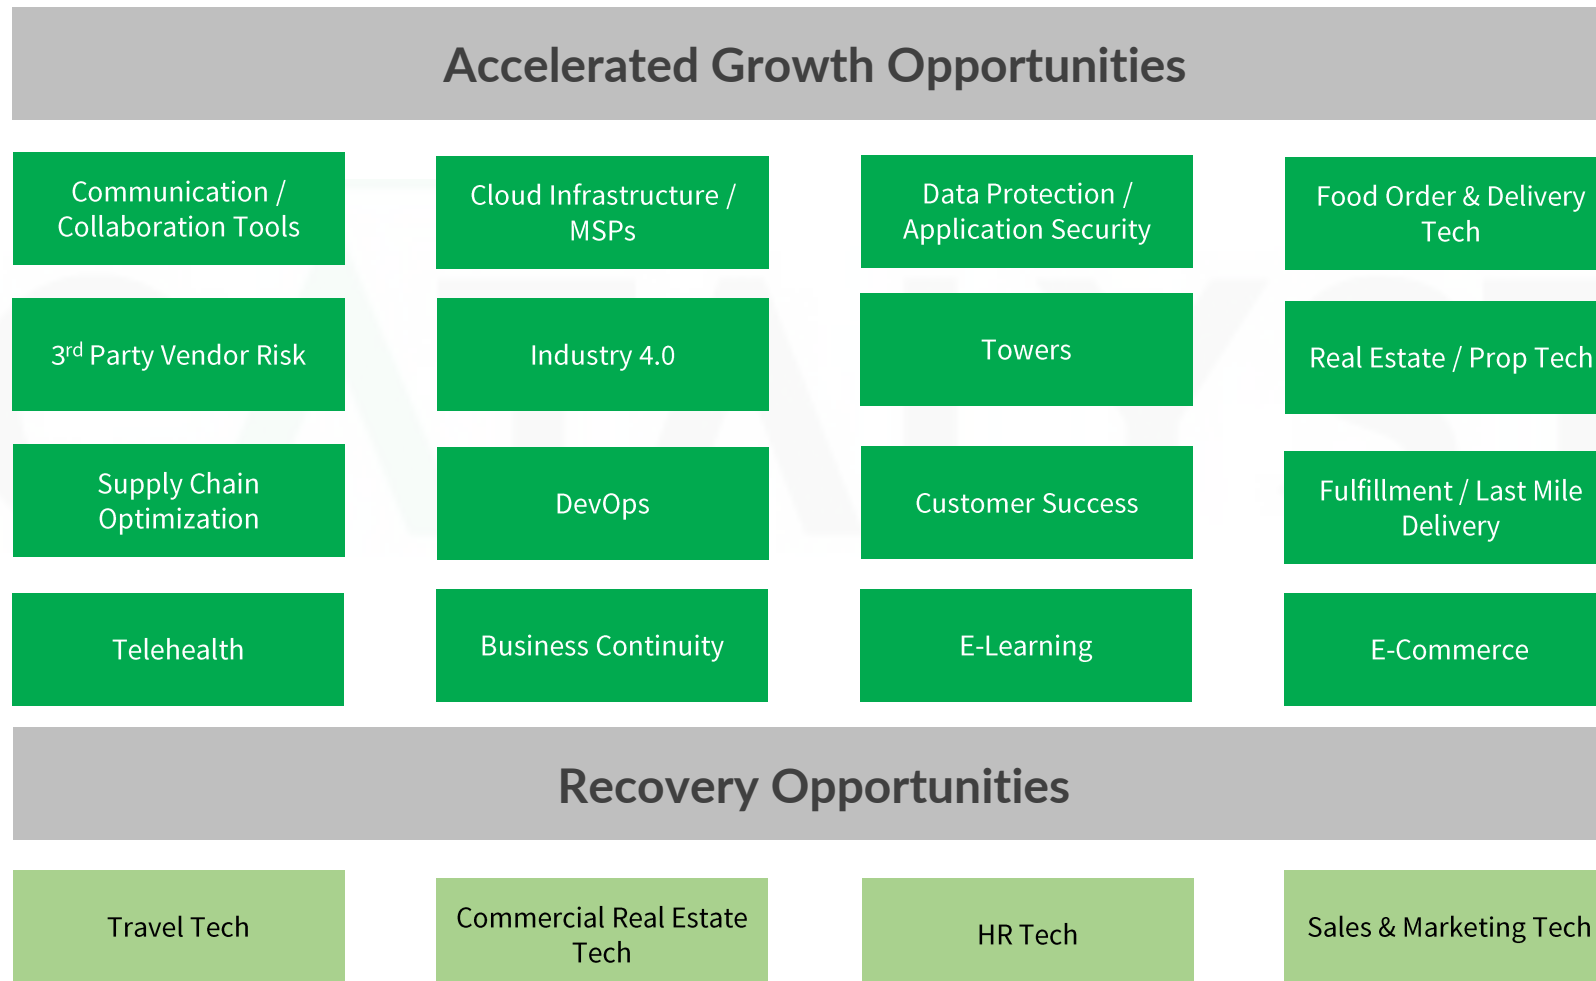 Accelerated Growth Opportunities
Communication /
Collaboration Tools
Cloud Infrastructure /
MSPs
Data Protection /
Application Security
Food Order & Delivery
Tech
3rd Party Vendor Risk
Industry 4.0
Towers
Real Estate / Prop Tech
Supply Chain
Optimization
DevOps
Customer Success
Fulfillment / Last Mile
Delivery
Telehealth
Business Continuity
E-Learning
E-Commerce
Recovery Opportunities
Travel Tech
Commercial Real Estate
Tech
HR Tech
Sales & Marketing Tech